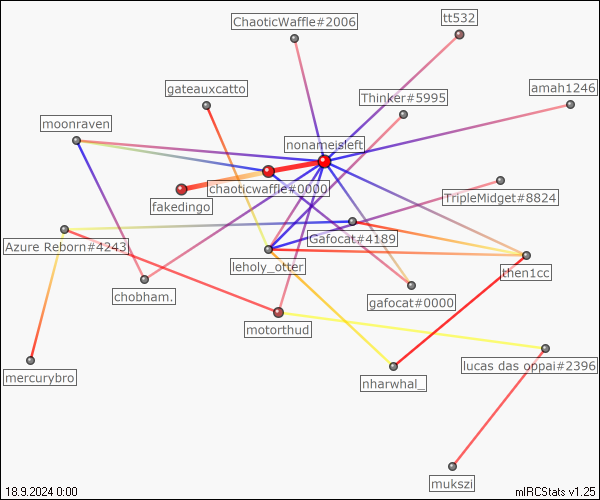 ChaoticWaffle#2006
tt532
gateauxcatto
amah1246
Thinker#5995
moonraven
nonameisleft
chaoticwaffle#0000
fakedingo
TripleMidget#8824
Azure Reborn#4243
Gafocat#4189
leholy_otter
then1cc
chobham.
gafocat#0000
motorthud
lucas das oppai#2396
mercurybro
nharwhal_
mukszi
18.9.2024 0:00
mIRCStats v1.25